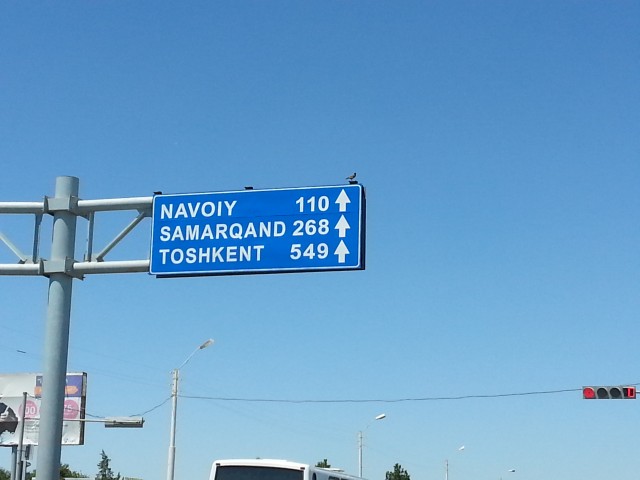 NAVOIY 110
SAMARQAND 268
TOSHKENT 549